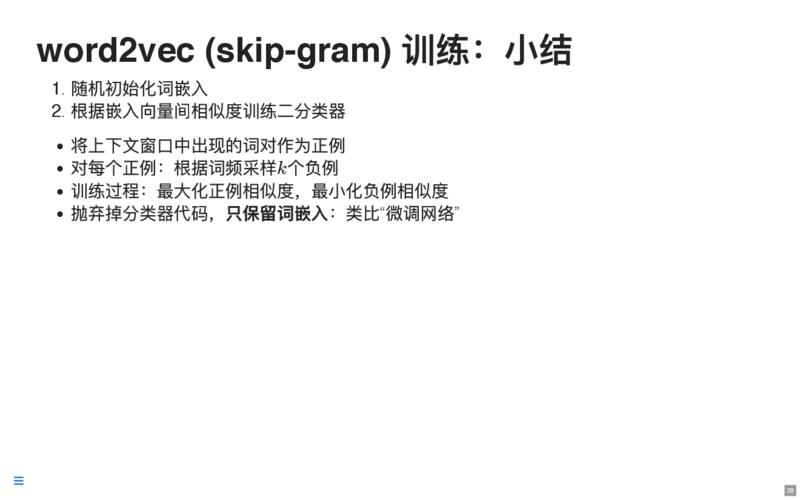 word2vec (skip-gram) 训练：小结
1. 随机初始化词嵌入
2. 根据嵌入向量间相似度训练二分类器
• 将上下文窗口中出现的词对作为正例
• 对每个正例：根据词频采样k个负例
• 训练过程：最大化正例相似度，最小化负例相似度
• 抛弃掉分类器代码，只保留词嵌入：类比“微调网络”
28